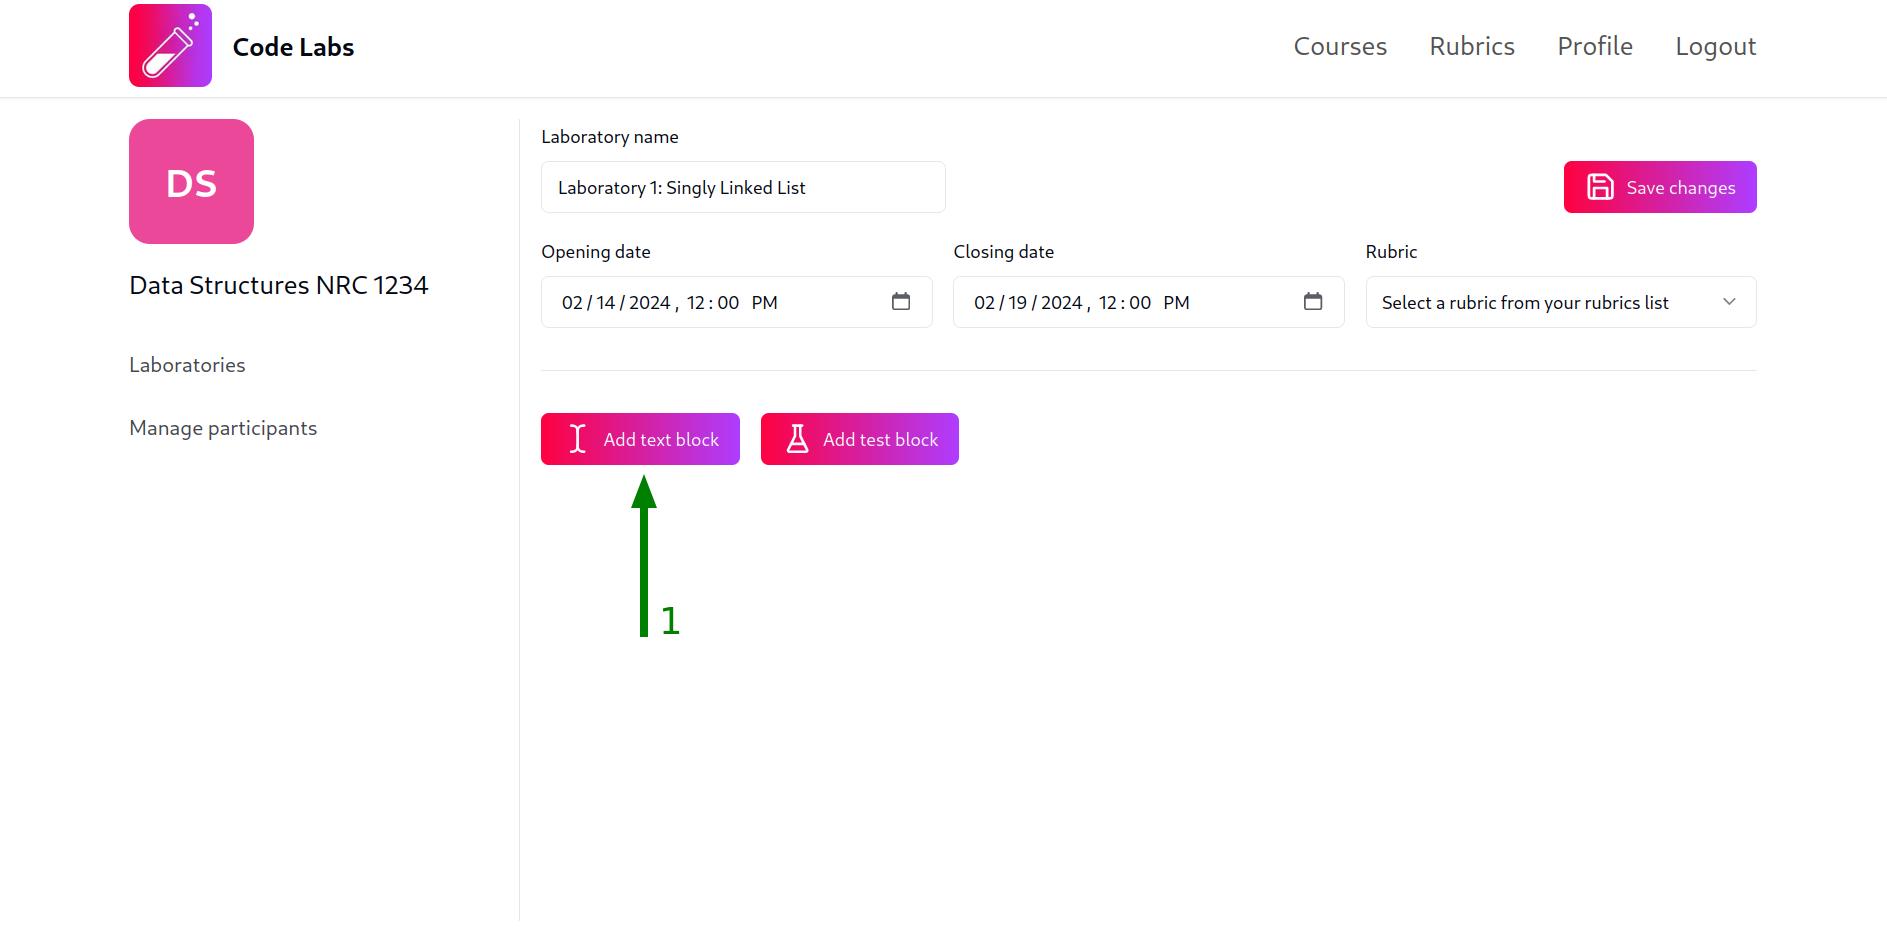 Code Labs
Courses Rubrics Profile Logout
DS
Data Structures NRC 1234
Laboratories
Manage participants
Laboratory name
Laboratory 1: Singly Linked List
Save changes
Opening date
02/14/2024, 12:00 PM
Closing date
02/19/2024, 12:00 PM
Rubric
Select a rubric from your rubrics list
Add text block
Add test block
1